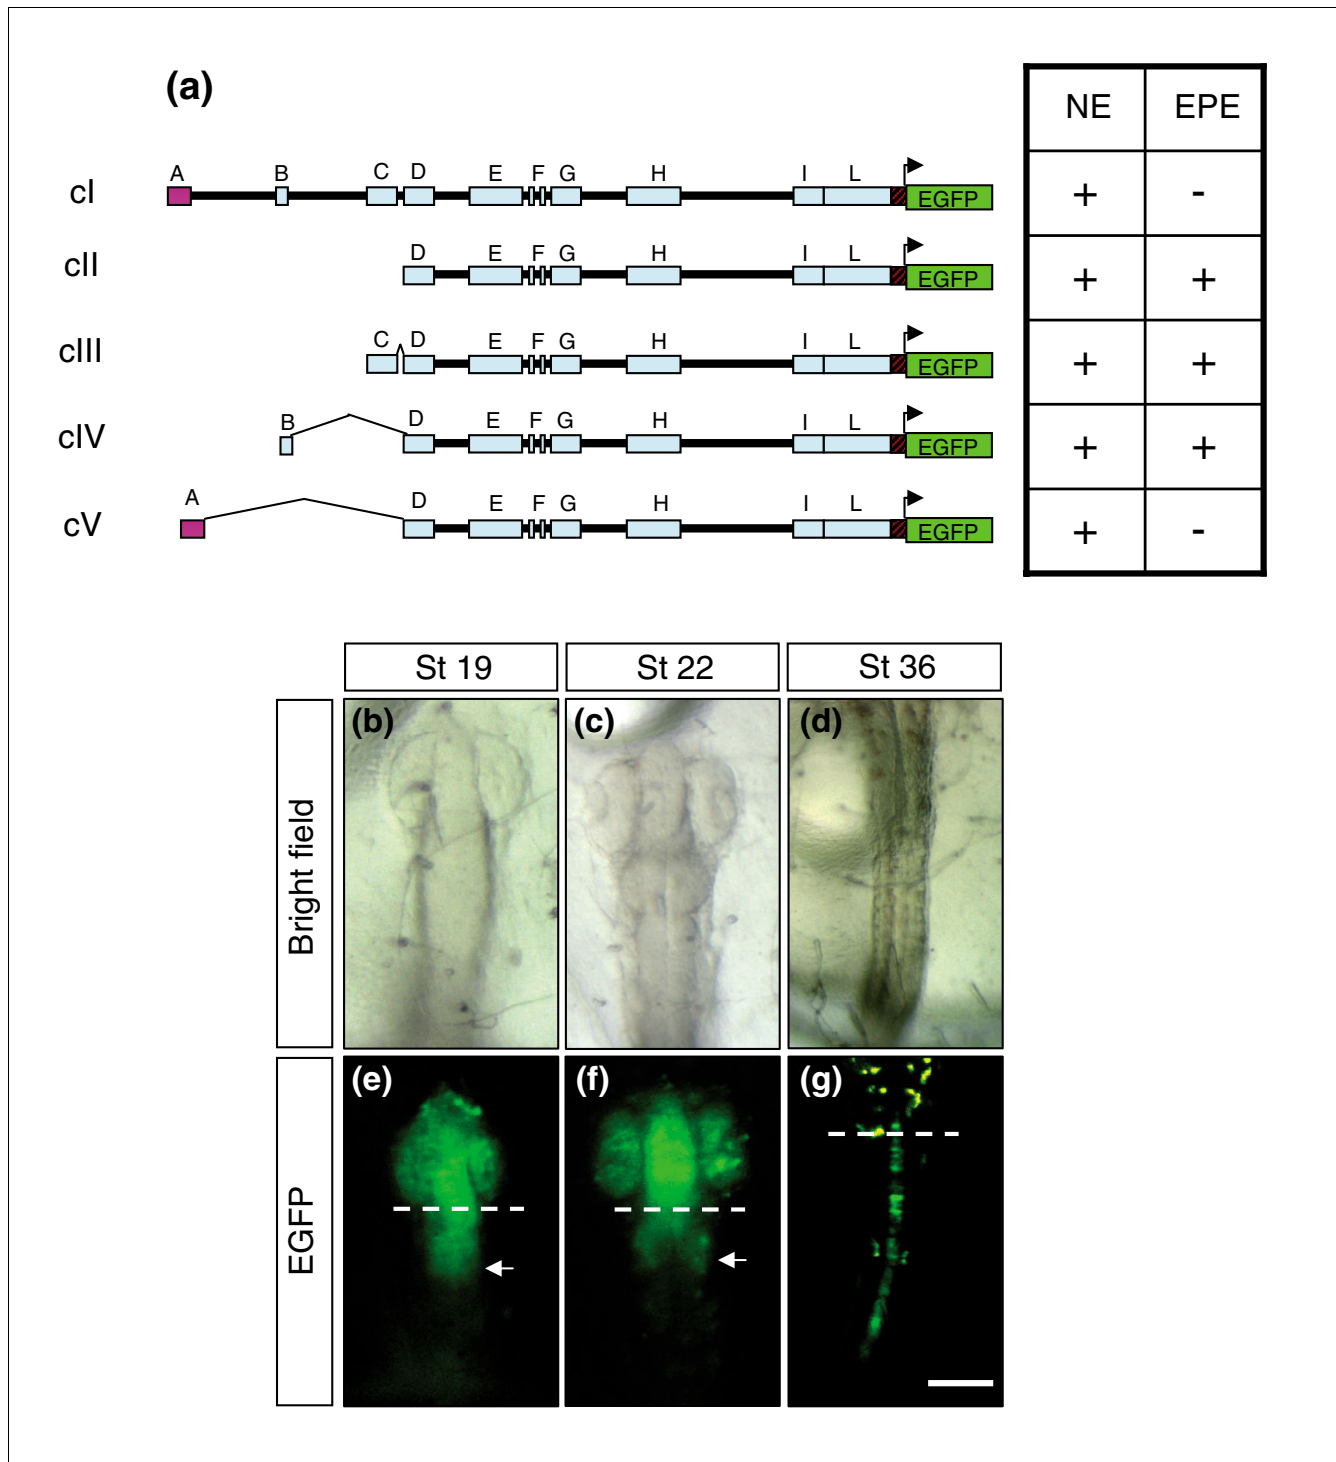 (a)
NE EPE
A B C D E F G H I L
cI EGFP + -
D E F G H I L
cII EGFP + +
C D E F G H I L
cIII EGFP + +
B D E F G H I L
cIV EGFP + +
A D E F G H I L
cV EGFP + -
St 19 St 22 St 36
Bright field
(b) (c) (d)
EGFP
(e) (f) (g)